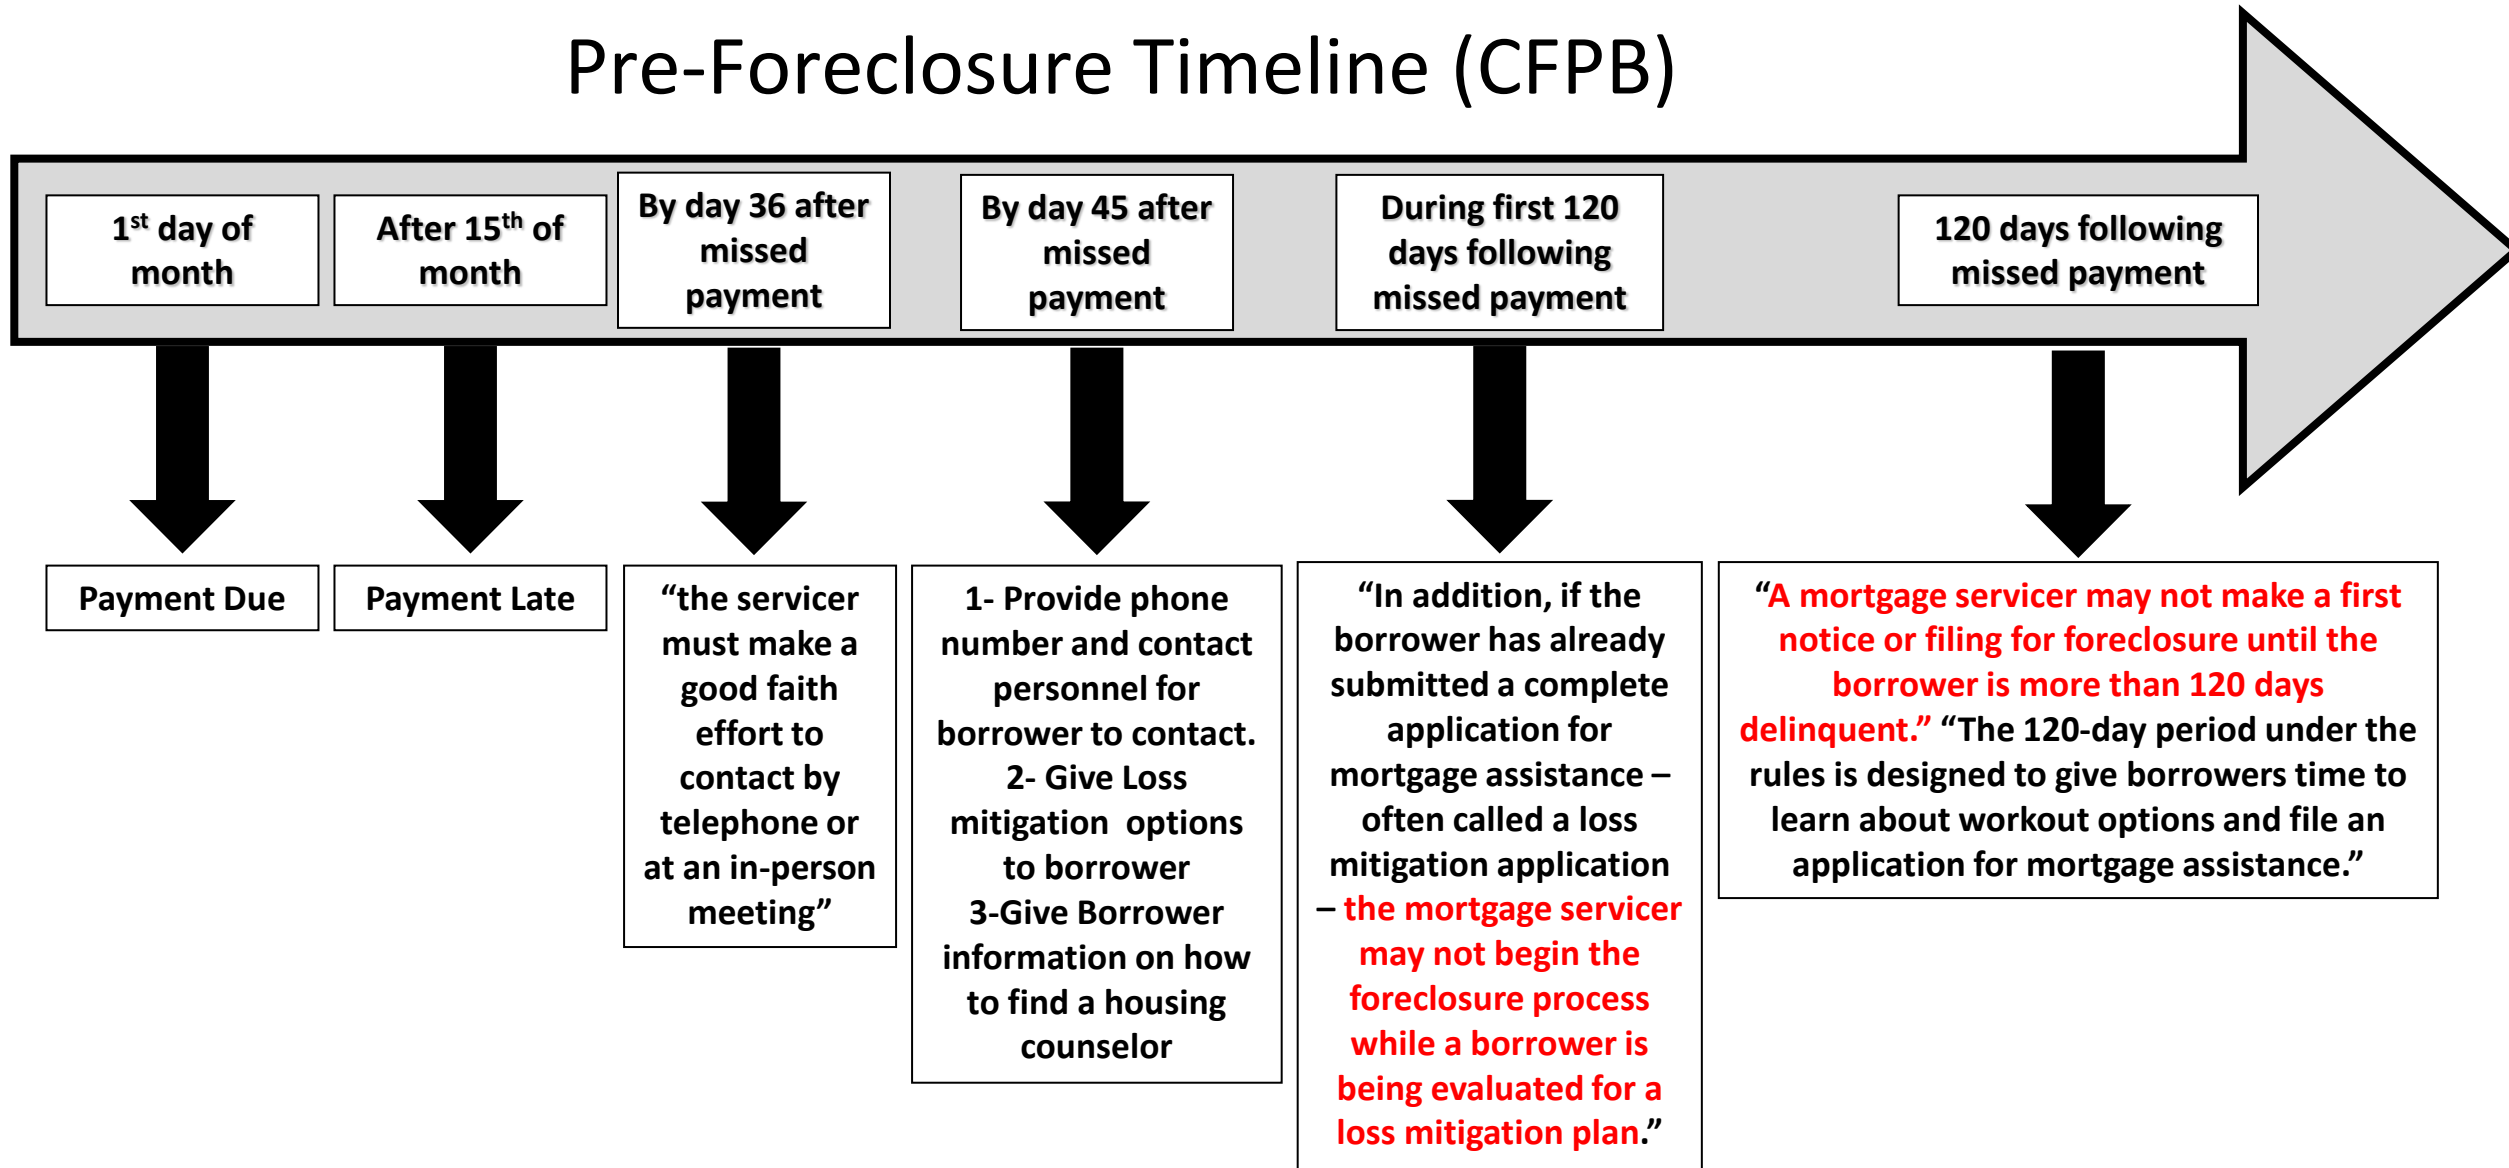 Pre-Foreclosure Timeline (CFPB)
1st day of
month
After 15th of
month
By day 36 after
missed
payment
By day 45 after
missed
payment
During first 120
days following
missed payment
120 days following
missed payment
Payment Due
Payment Late
“the servicer
must make a
good faith
effort to
contact by
telephone or
at an in-person
meeting”
1- Provide phone
number and contact
personnel for
borrower to contact.
2- Give Loss
mitigation  options
to borrower
3-Give Borrower
information on how
to find a housing
counselor
“In addition, if the
borrower has already
submitted a complete
application for
mortgage assistance –
often called a loss
mitigation application
– the mortgage servicer
may not begin the
foreclosure process
while a borrower is
being evaluated for a
loss mitigation plan.”
“A mortgage servicer may not make a first
notice or filing for foreclosure until the
borrower is more than 120 days
delinquent.” “The 120-day period under the
rules is designed to give borrowers time to
learn about workout options and file an
application for mortgage assistance.”